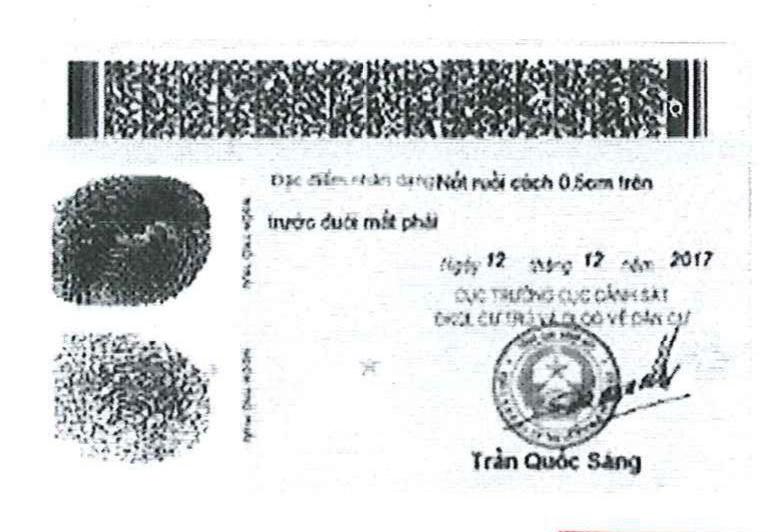 Đặc điểm nhân dạng Nốt ruồi cách 0.5cm trên
trước đuôi mắt phải
Ngày 12 tháng 12 năm 2017
CỤC TRƯỞNG CỤC CẢNH SÁT
ĐKQL CƯ TRÚ VÀ DLQG VỀ DÂN CƯ
Trần Quốc Sáng